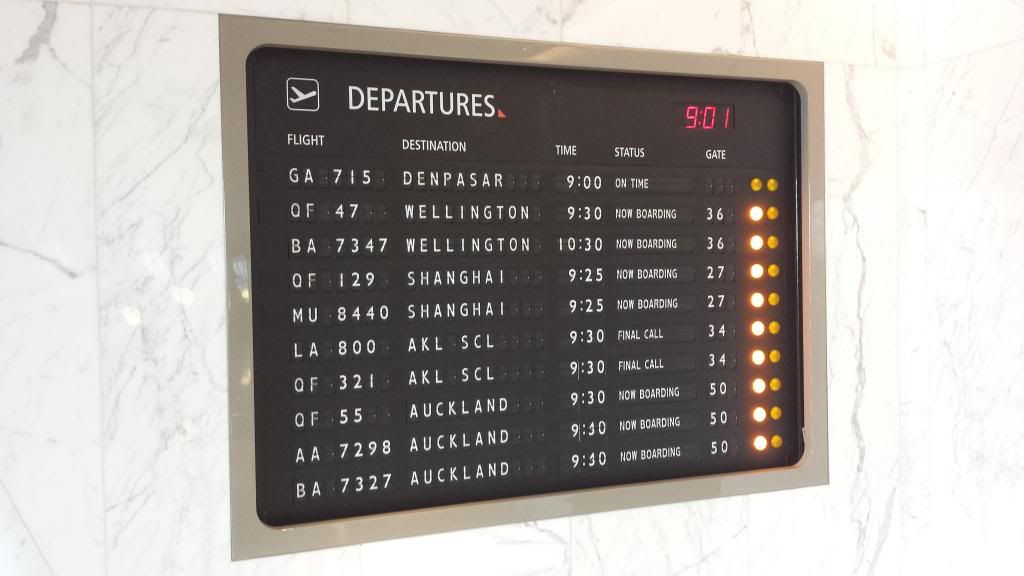 DEPARTURES
9:01
FLIGHT DESTINATION TIME STATUS GATE
GA 715 DENPASAR 9:00 ON TIME
QF 47 WELLINGTON 9:30 NOW BOARDING 36
BA 7347 WELLINGTON 10:30 NOW BOARDING 36
QF 129 SHANGHAI 9:25 NOW BOARDING 27
MU 8440 SHANGHAI 9:25 NOW BOARDING 27
LA 800 AKL SCL 9:30 FINAL CALL 34
QF 321 AKL SCL 9:30 FINAL CALL 34
QF 55 AUCKLAND 9:30 NOW BOARDING 50
AA 7298 AUCKLAND 9:30 NOW BOARDING 50
BA 7327 AUCKLAND 9:30 NOW BOARDING 50